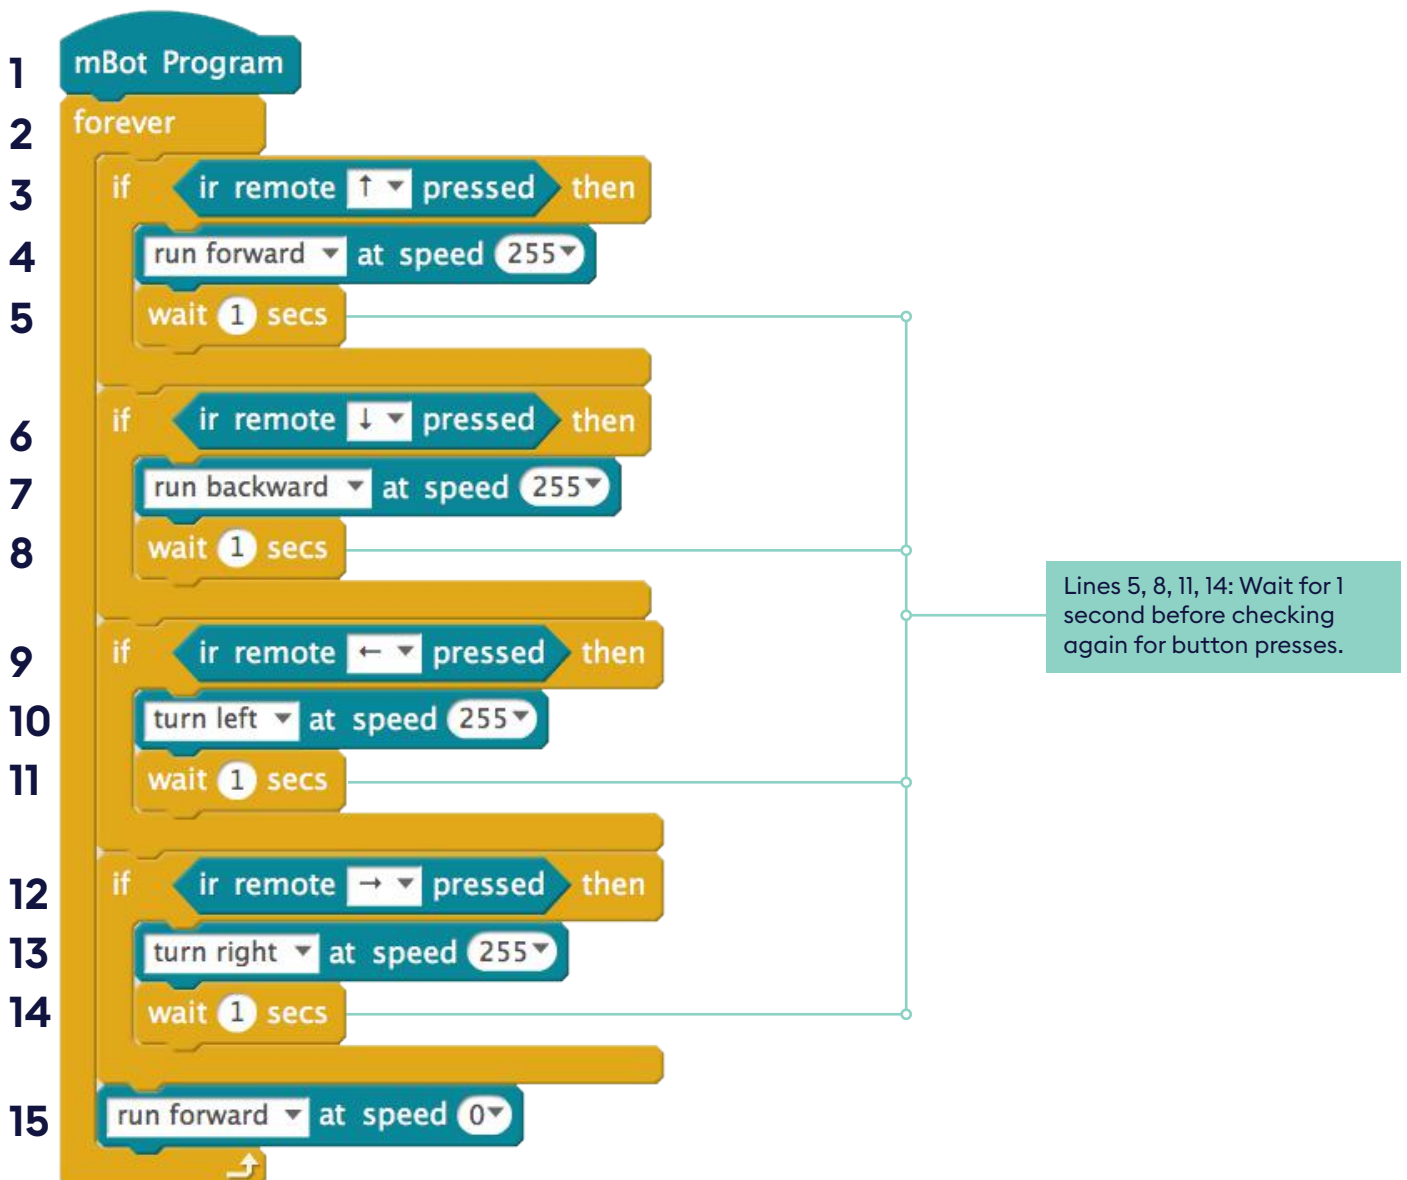 1 mBot Program
2 forever
3 if ir remote ↑ pressed then
4 run forward at speed 255
5 wait 1 secs
6 if ir remote ↓ pressed then
7 run backward at speed 255
8 wait 1 secs
Lines 5, 8, 11, 14: Wait for 1
second before checking
again for button presses.
9 if ir remote ← pressed then
10 turn left at speed 255
11 wait 1 secs
12 if ir remote → pressed then
13 turn right at speed 255
14 wait 1 secs
15 run forward at speed 0